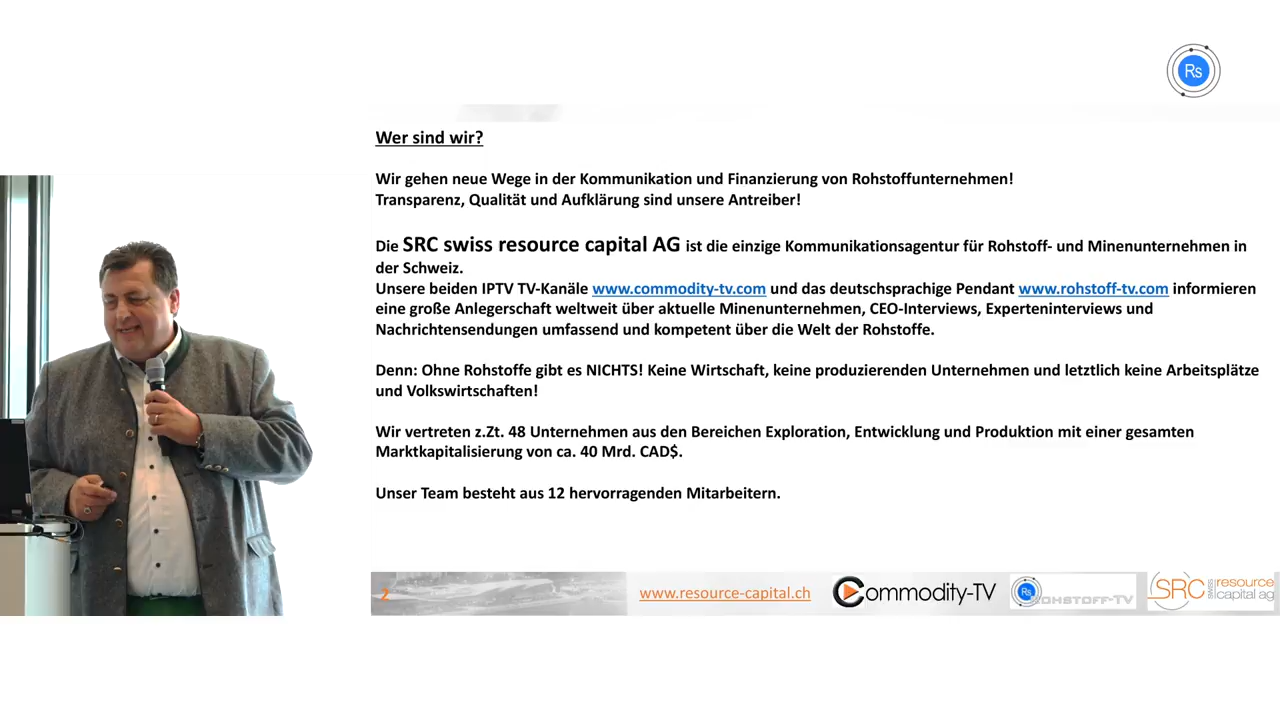 Rs
Wer sind wir?
Wir gehen neue Wege in der Kommunikation und Finanzierung von Rohstoffunternehmen!
Transparenz, Qualität und Aufklärung sind unsere Antreiber!
Die SRC swiss resource capital AG ist die einzige Kommunikationsagentur für Rohstoff- und Minenunternehmen in
der Schweiz.
Unsere beiden IPTV TV-Kanäle www.commodity-tv.com und das deutschsprachige Pendant www.rohstoff-tv.com informieren
eine große Anlegerschaft weltweit über aktuelle Minenunternehmen, CEO-Interviews, Experteninterviews und
Nachrichtensendungen umfassend und kompetent über die Welt der Rohstoffe.
Denn: Ohne Rohstoffe gibt es NICHTS! Keine Wirtschaft, keine produzierenden Unternehmen und letztlich keine Arbeitsplätze
und Volkswirtschaften!
Wir vertreten z.Zt. 48 Unternehmen aus den Bereichen Exploration, Entwicklung und Produktion mit einer gesamten
Marktkapitalisierung von ca. 40 Mrd. CAD$.
Unser Team besteht aus 12 hervorragenden Mitarbeitern.
2 www.resource-capital.ch Commodity-TV Rs ROHSTOFF-TV SRC swiss resource capital ag